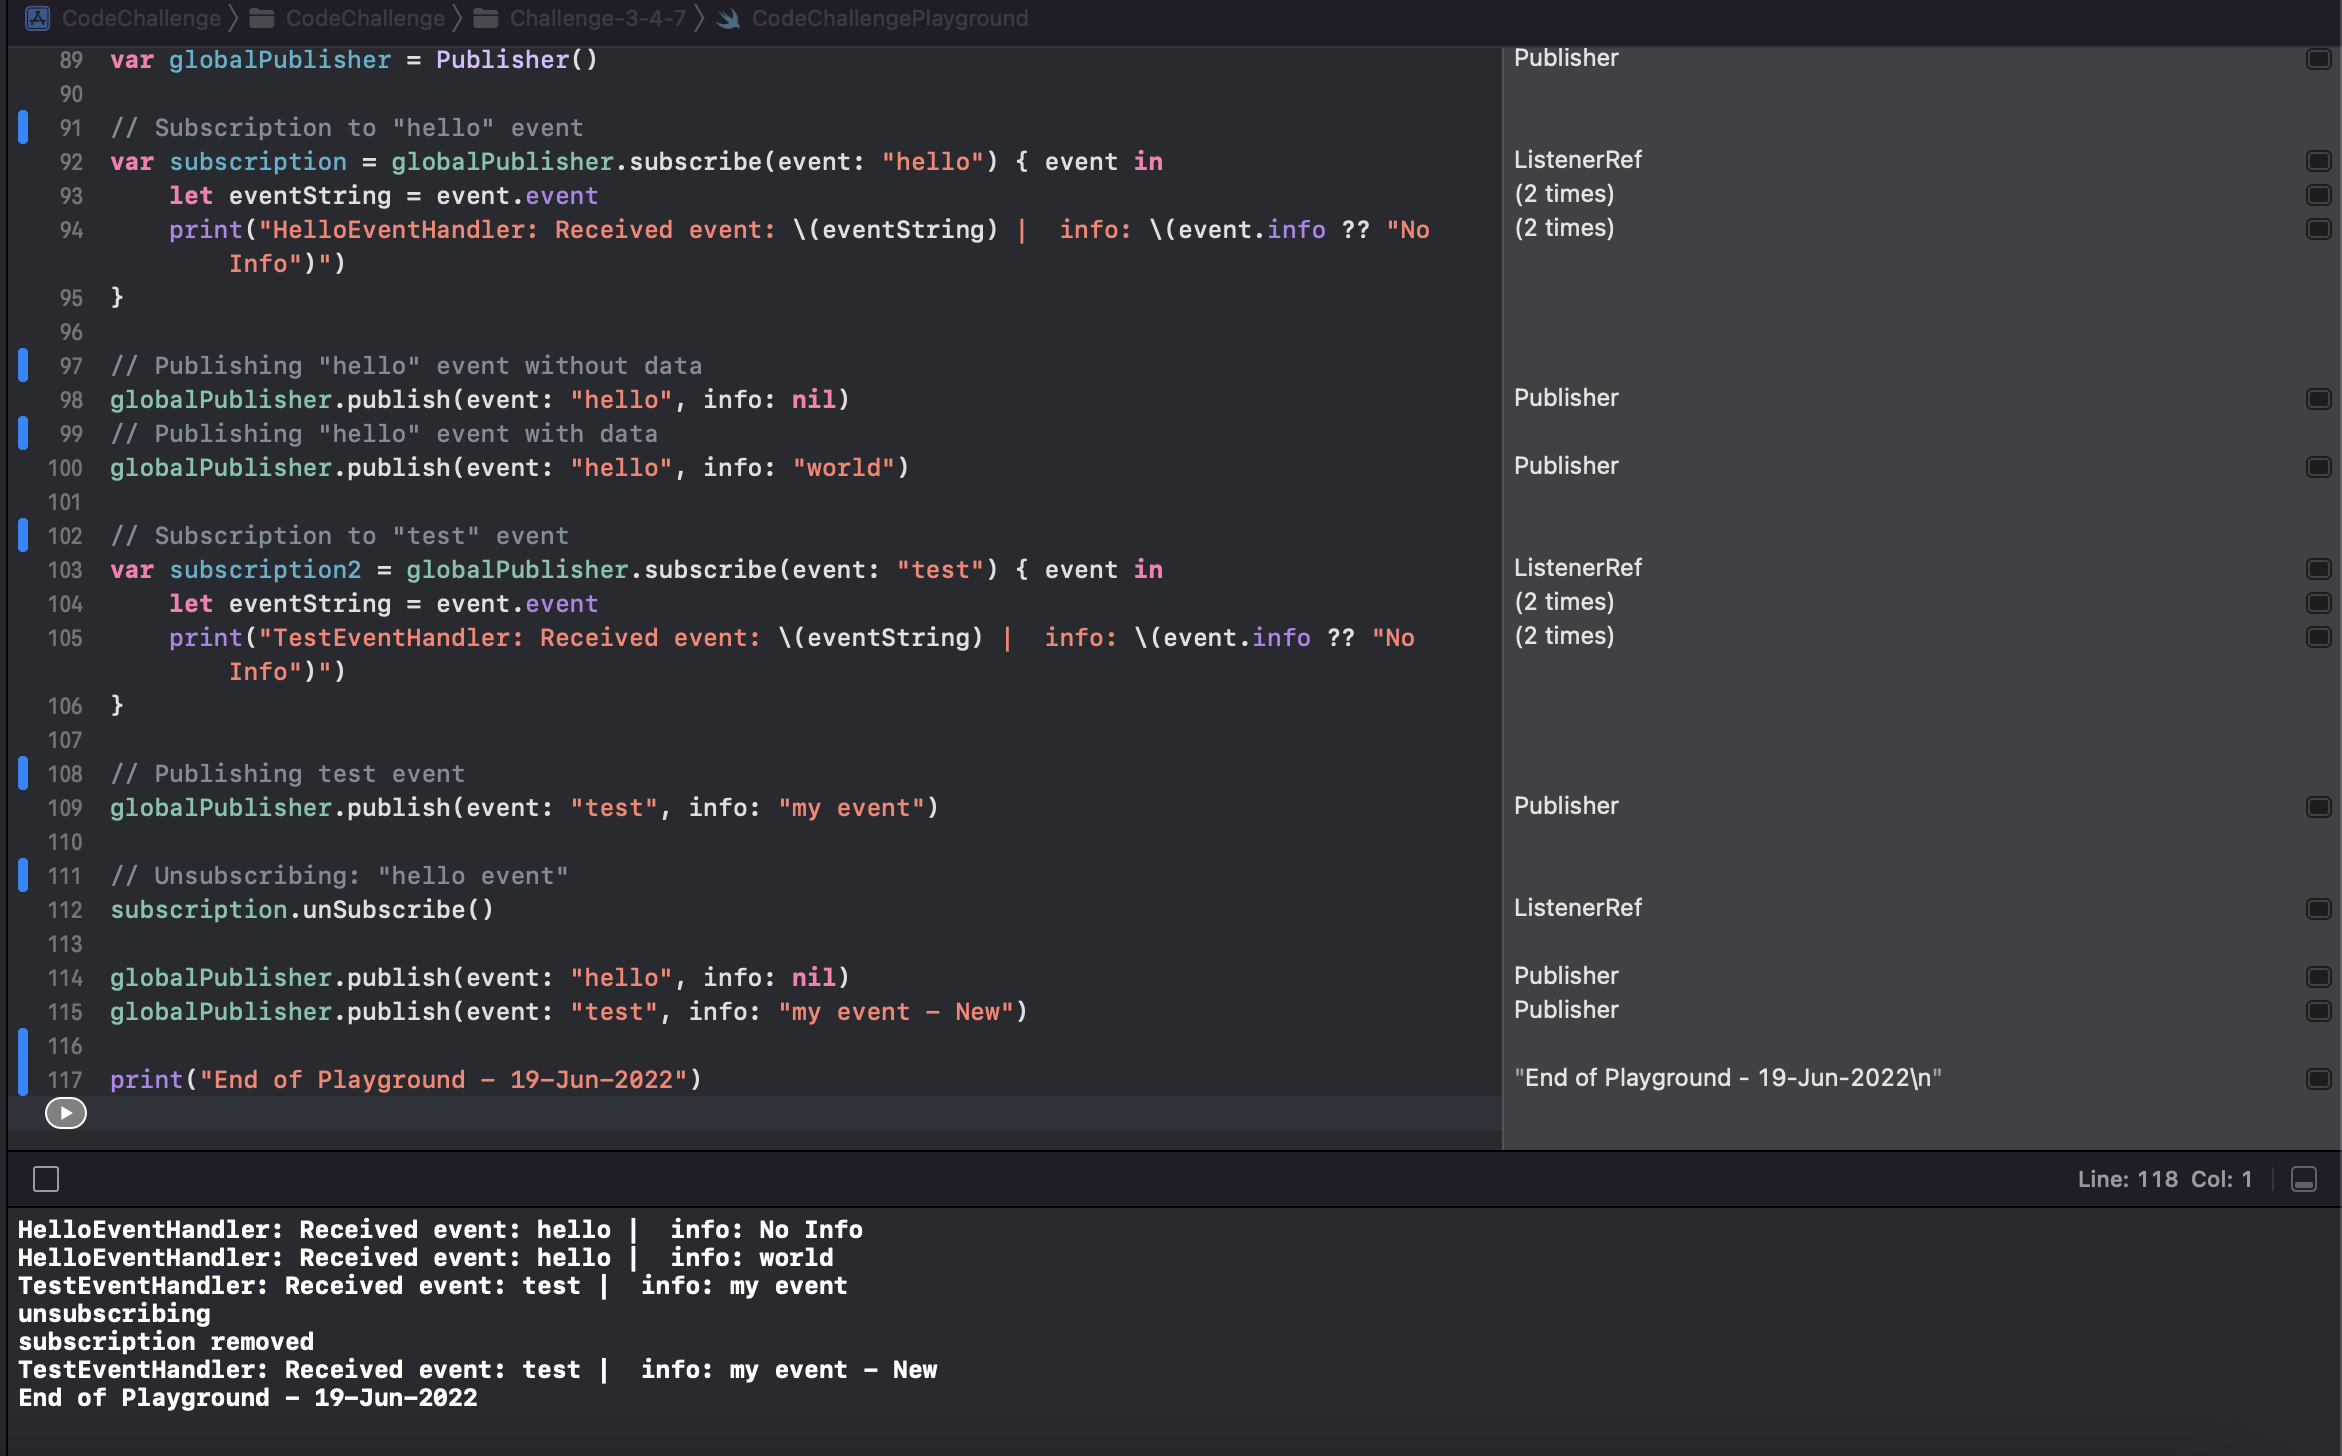 CodeChallenge 〉 CodeChallenge 〉 Challenge-3-4-7 〉 CodeChallengePlayground
89 var globalPublisher = Publisher() Publisher
90
91 // Subscription to "hello" event
92 var subscription = globalPublisher.subscribe(event: "hello") { event in ListenerRef
93     let eventString = event.event (2 times)
94     print("HelloEventHandler: Received event: \(eventString) |  info: \(event.info ?? "No (2 times)
        Info")")
95 }
96
97 // Publishing "hello" event without data
98 globalPublisher.publish(event: "hello", info: nil) Publisher
99 // Publishing "hello" event with data
100 globalPublisher.publish(event: "hello", info: "world") Publisher
101
102 // Subscription to "test" event
103 var subscription2 = globalPublisher.subscribe(event: "test") { event in ListenerRef
104     let eventString = event.event (2 times)
105     print("TestEventHandler: Received event: \(eventString) |  info: \(event.info ?? "No (2 times)
        Info")")
106 }
107
108 // Publishing test event
109 globalPublisher.publish(event: "test", info: "my event") Publisher
110
111 // Unsubscribing: "hello event"
112 subscription.unSubscribe() ListenerRef
113
114 globalPublisher.publish(event: "hello", info: nil) Publisher
115 globalPublisher.publish(event: "test", info: "my event - New") Publisher
116
117 print("End of Playground - 19-Jun-2022") "End of Playground - 19-Jun-2022\n"
Line: 118 Col: 1
HelloEventHandler: Received event: hello |  info: No Info
HelloEventHandler: Received event: hello |  info: world
TestEventHandler: Received event: test |  info: my event
unsubscribing
subscription removed
TestEventHandler: Received event: test |  info: my event - New
End of Playground - 19-Jun-2022